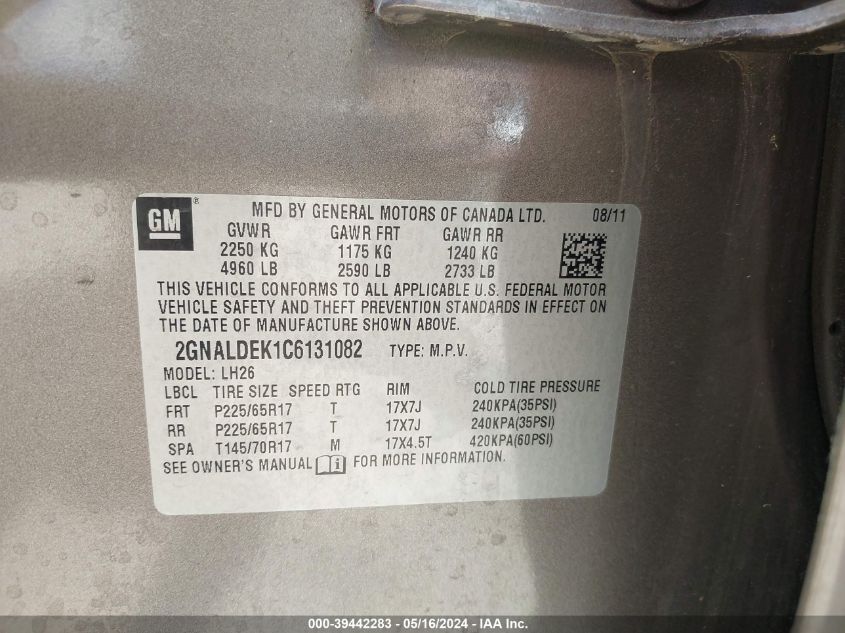 GM ® MFD BY GENERAL MOTORS OF CANADA LTD. 08/11
GVWR GAWR FRT GAWR RR
2250 KG 1175 KG 1240 KG
4960 LB 2590 LB 2733 LB
THIS VEHICLE CONFORMS TO ALL APPLICABLE U.S. FEDERAL MOTOR
VEHICLE SAFETY AND THEFT PREVENTION STANDARDS IN EFFECT ON
THE DATE OF MANUFACTURE SHOWN ABOVE.
2GNALDEK1C6131082 TYPE: M.P.V.
MODEL: LH26
LBCL TIRE SIZE SPEED RTG RIM COLD TIRE PRESSURE
FRT P225/65R17 T 17X7J 240KPA(35PSI)
RR P225/65R17 T 17X7J 240KPA(35PSI)
SPA T145/70R17 M 17X4.5T 420KPA(60PSI)
SEE OWNER'S MANUAL FOR MORE INFORMATION.
000-39442283 - 05/16/2024 - IAA Inc.